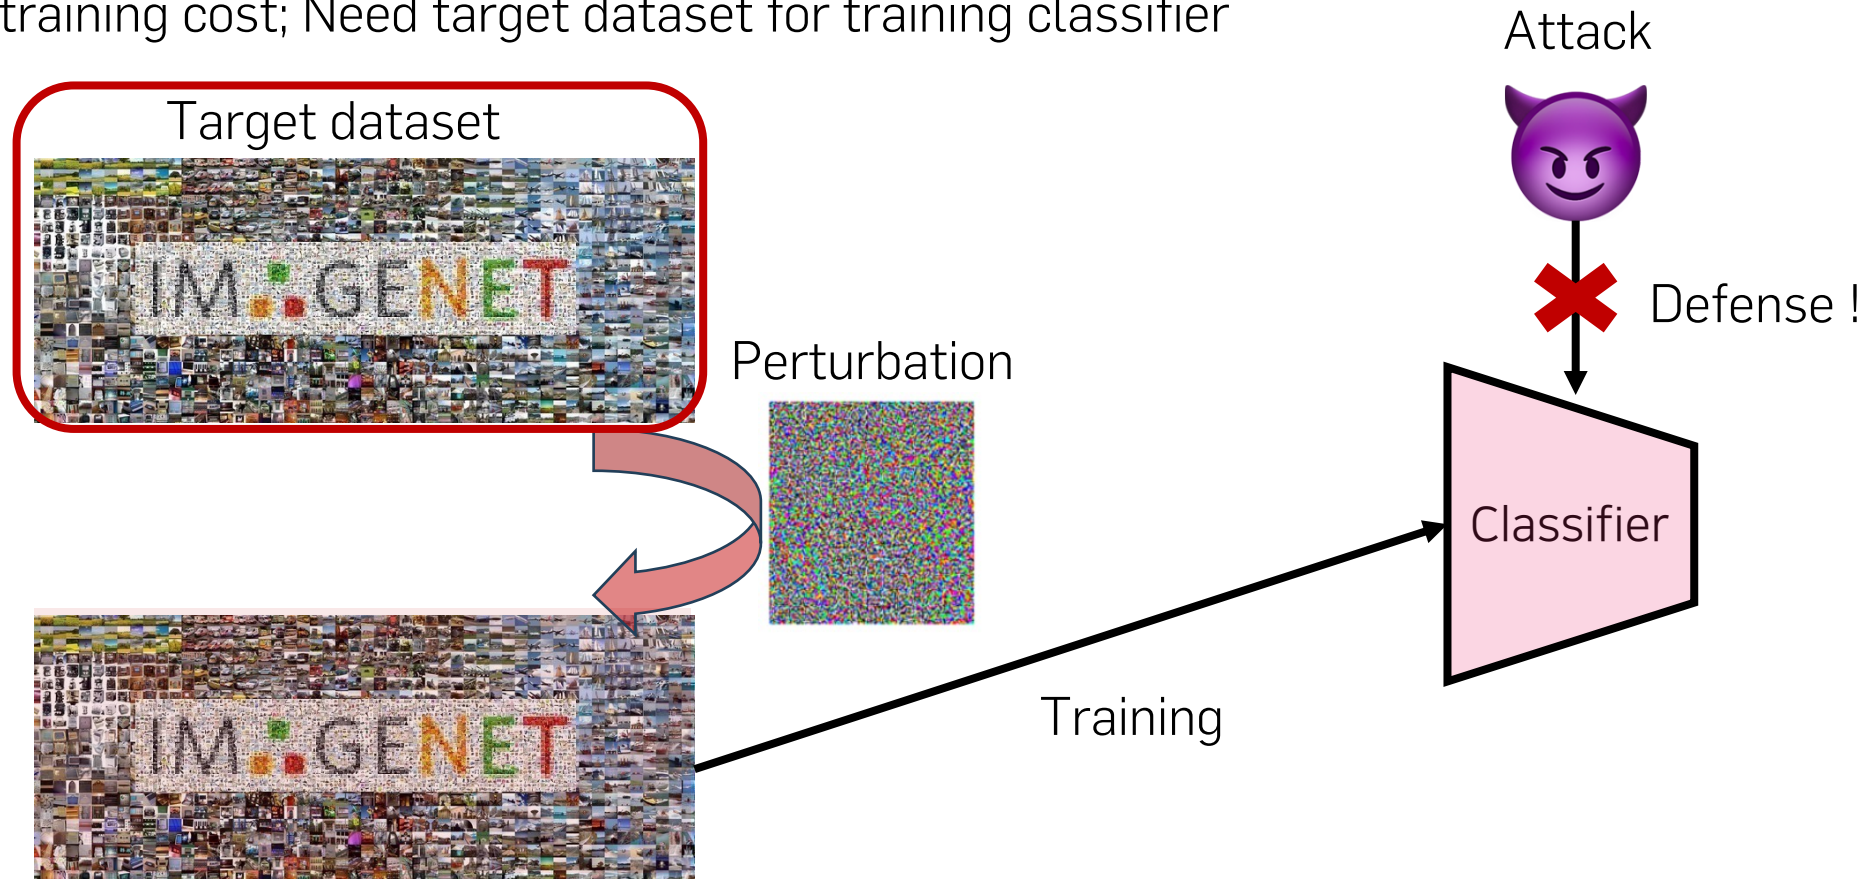 training cost; Need target dataset for training classifier
Attack
Target dataset
IM GENET
Defense !
Perturbation
Classifier
Training
IM GENET